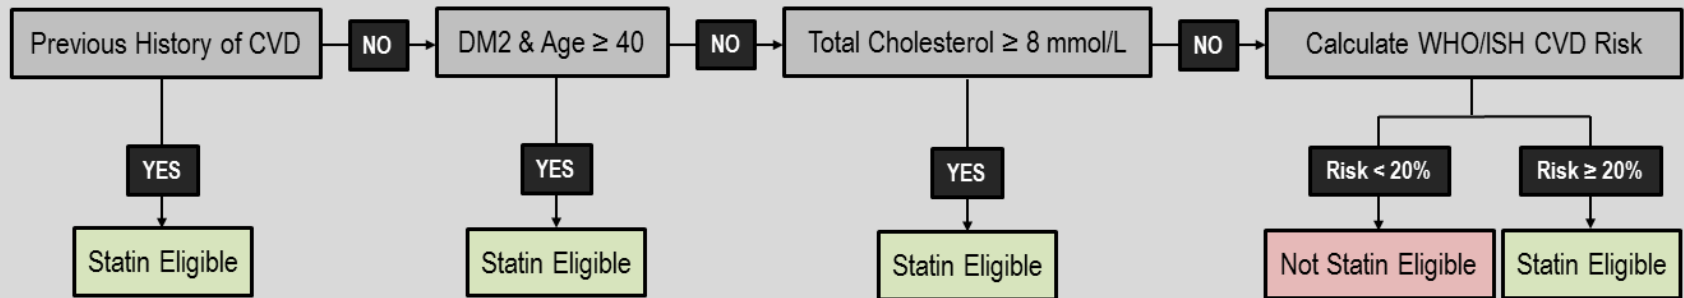 Previous History of CVD
NO
DM2 & Age ≥ 40
NO
Total Cholesterol ≥ 8 mmol/L
NO
Calculate WHO/ISH CVD Risk
YES
YES
YES
Risk < 20%
Risk ≥ 20%
Statin Eligible
Statin Eligible
Statin Eligible
Not Statin Eligible
Statin Eligible